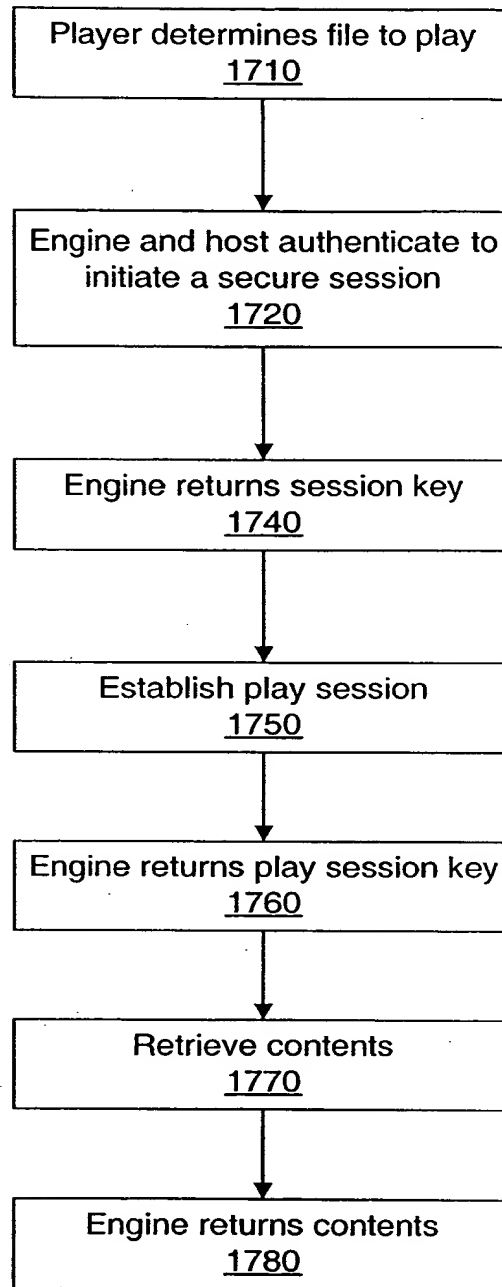 Player determines file to play
1710
Engine and host authenticate to
initiate a secure session
1720
Engine returns session key
1740
Establish play session
1750
Engine returns play session key
1760
Retrieve contents
1770
Engine returns contents
1780